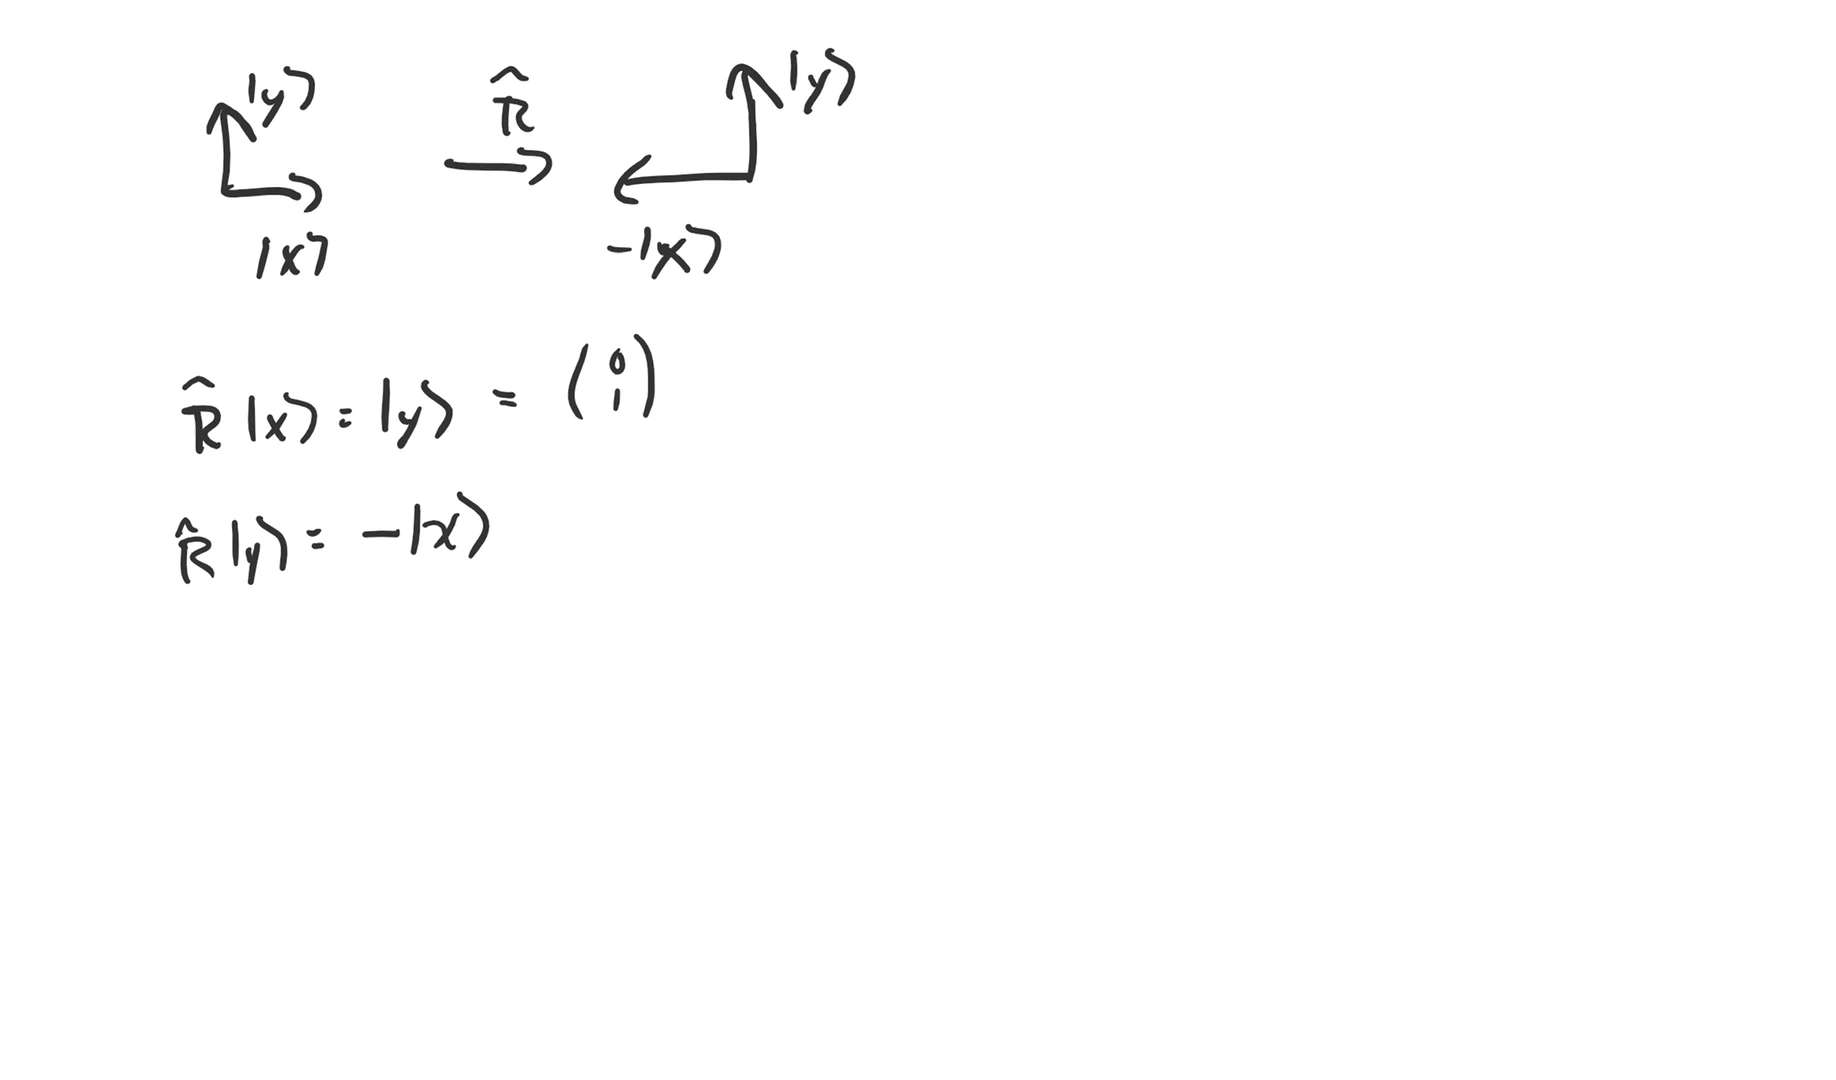 |y⟩ R̂ |y⟩
|x⟩ -|x⟩
R̂ |x⟩ = |y⟩ = (0 1)
R̂ |y⟩ = -|x⟩